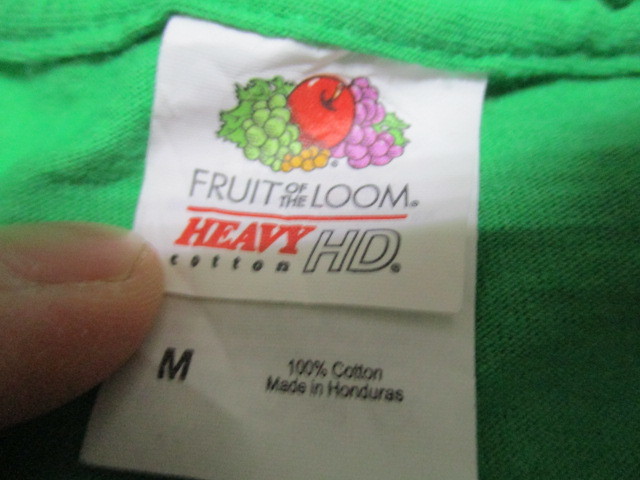 FRUIT OF THE LOOM®
HEAVY cotton HD®
M
100% Cotton
Made in Honduras